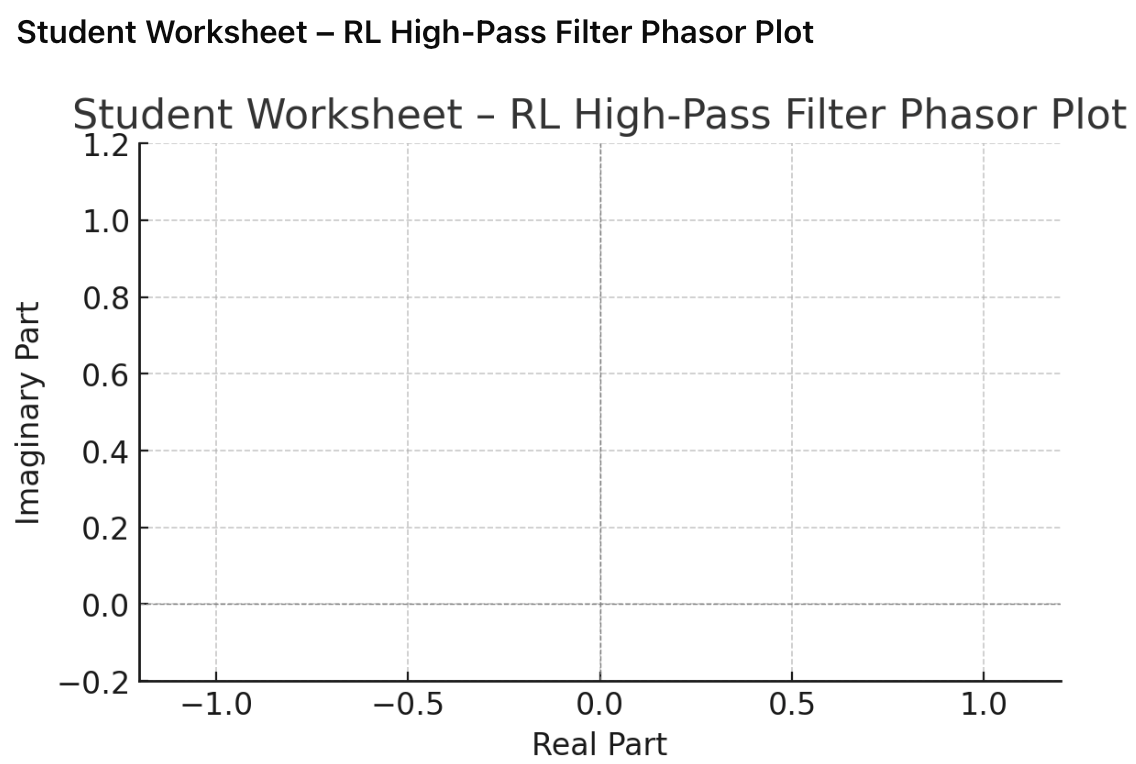 Student Worksheet – RL High-Pass Filter Phasor Plot
Student Worksheet – RL High-Pass Filter Phasor Plot
1.2
1.0
0.8
0.6
0.4
0.2
0.0
−0.2
Imaginary Part
−1.0 −0.5 0.0 0.5 1.0
Real Part